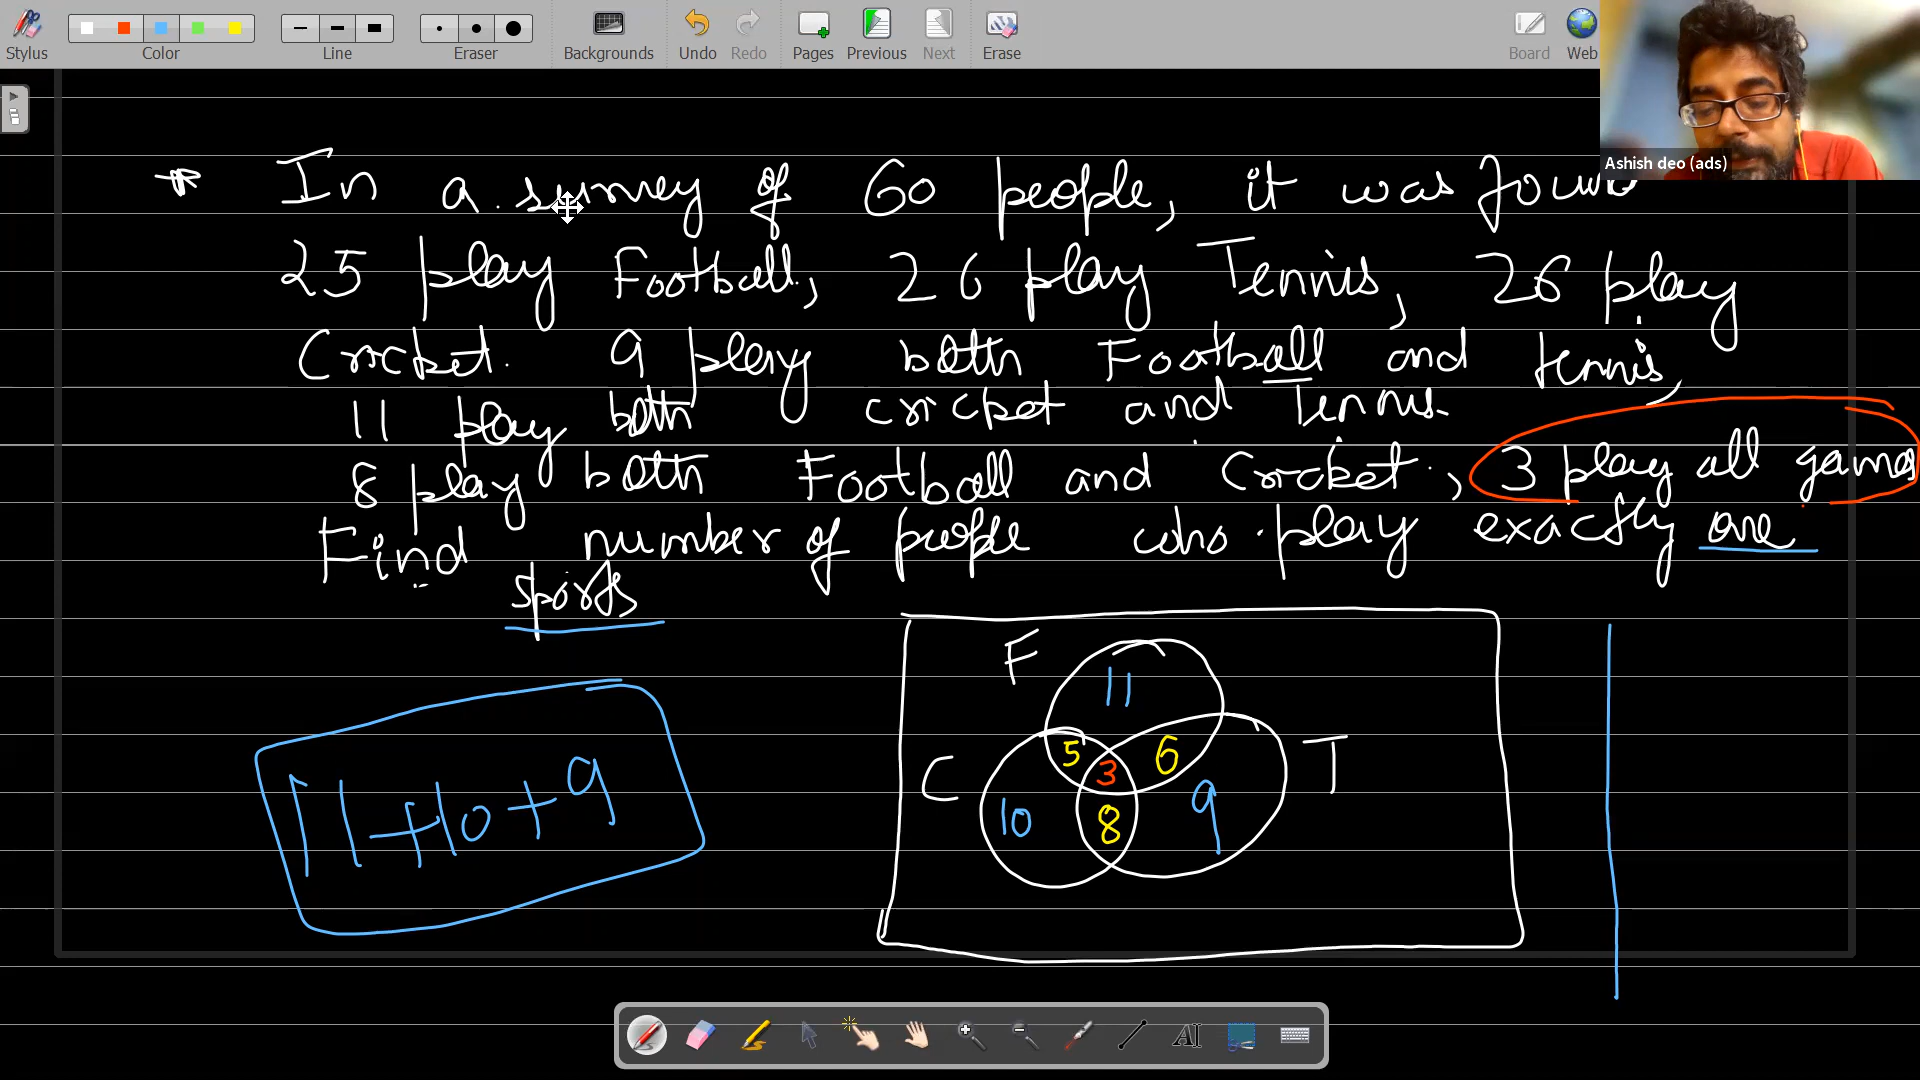 Stylus Color Line Eraser Backgrounds Undo Redo Pages Previous Next Erase Board Web
Ashish deo (ads)
* In a survey of 60 people, it was found
25 play Football, 26 play Tennis, 26 play
Cricket. 9 play both Football and tennis,
11 play both cricket and Tennis.
8 play both Football and Cricket, 3 play all games
Find number of people who play exactly one
sports
F
11
5 3 6
C T
10 8 9
11+10+9
AI